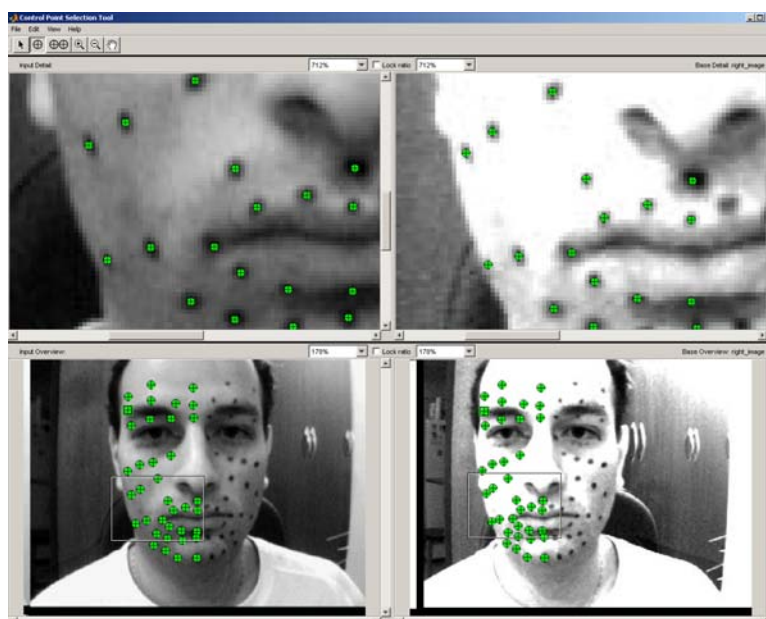 Control Point Selection Tool
File Edit View Help
Input Detail: 712% Lock ratio 712% Base Detail: right_image
Input Overview: 178% Lock ratio 178% Base Overview: right_image